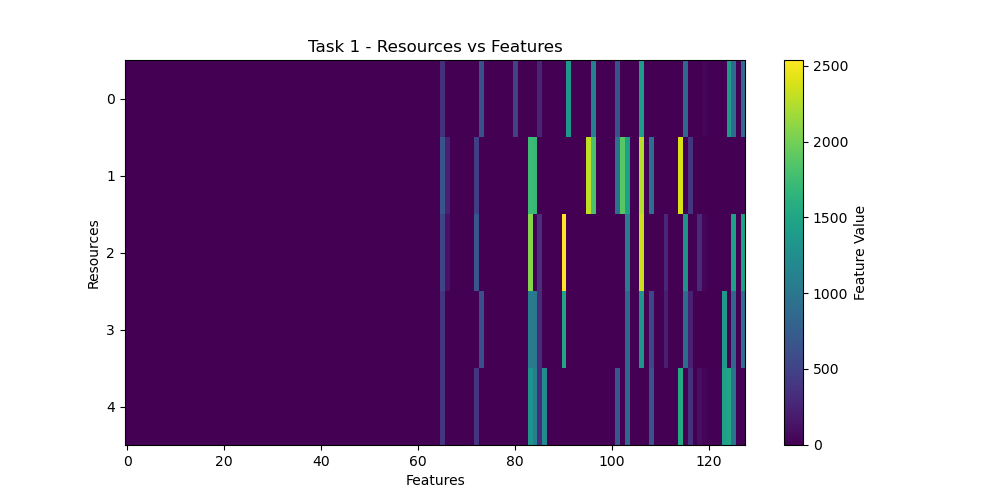 Task 1 - Resources vs Features
Resources
0
1
2
3
4
0 20 40 60 80 100 120
Features
2500
2000
1500
1000
500
0
Feature Value